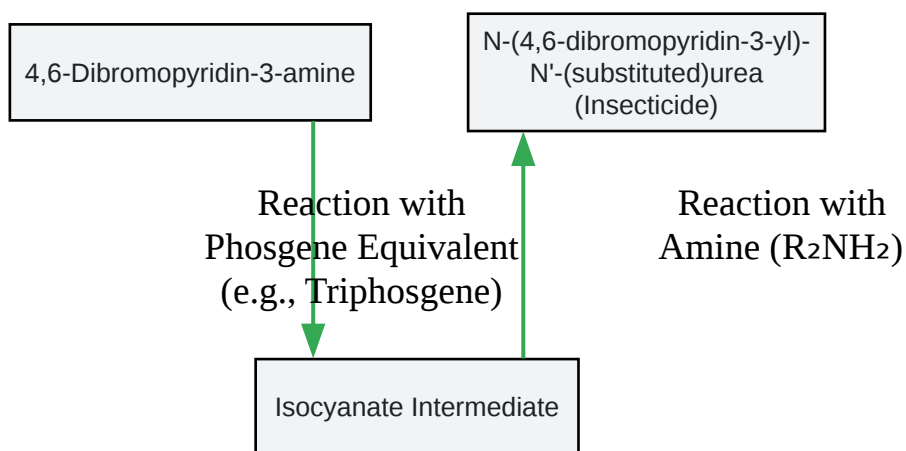 4,6-Dibromopyridin-3-amine
N-(4,6-dibromopyridin-3-yl)-
N'-(substituted)urea
(Insecticide)
Reaction with
Phosgene Equivalent
(e.g., Triphosgene)
Reaction with
Amine (R₂NH₂)
Isocyanate Intermediate